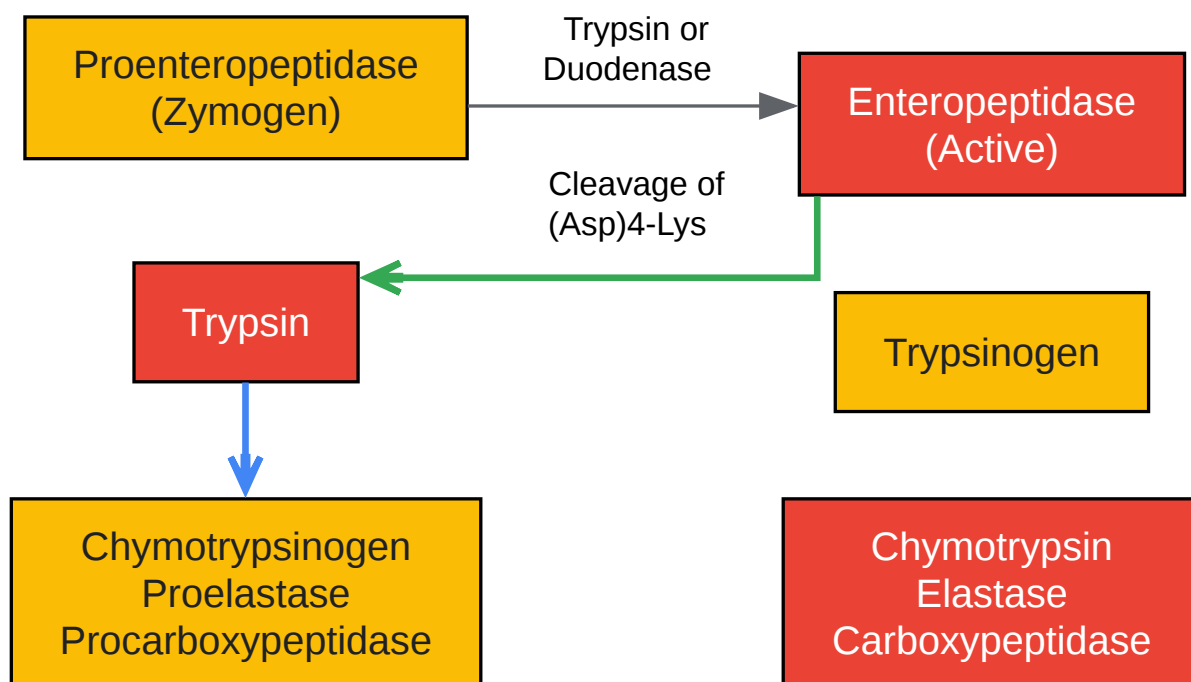 Proenteropeptidase
(Zymogen)
Trypsin or
Duodenase
Enteropeptidase
(Active)
Cleavage of
(Asp)4-Lys
Trypsin
Trypsinogen
Chymotrypsinogen
Proelastase
Procarboxypeptidase
Chymotrypsin
Elastase
Carboxypeptidase